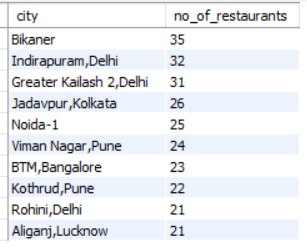 city no_of_restaurants
Bikaner 35
Indirapuram,Delhi 32
Greater Kailash 2,Delhi 31
Jadavpur,Kolkata 26
Noida-1 25
Viman Nagar,Pune 24
BTM,Bangalore 23
Kothrud,Pune 22
Rohini,Delhi 21
Aliganj,Lucknow 21